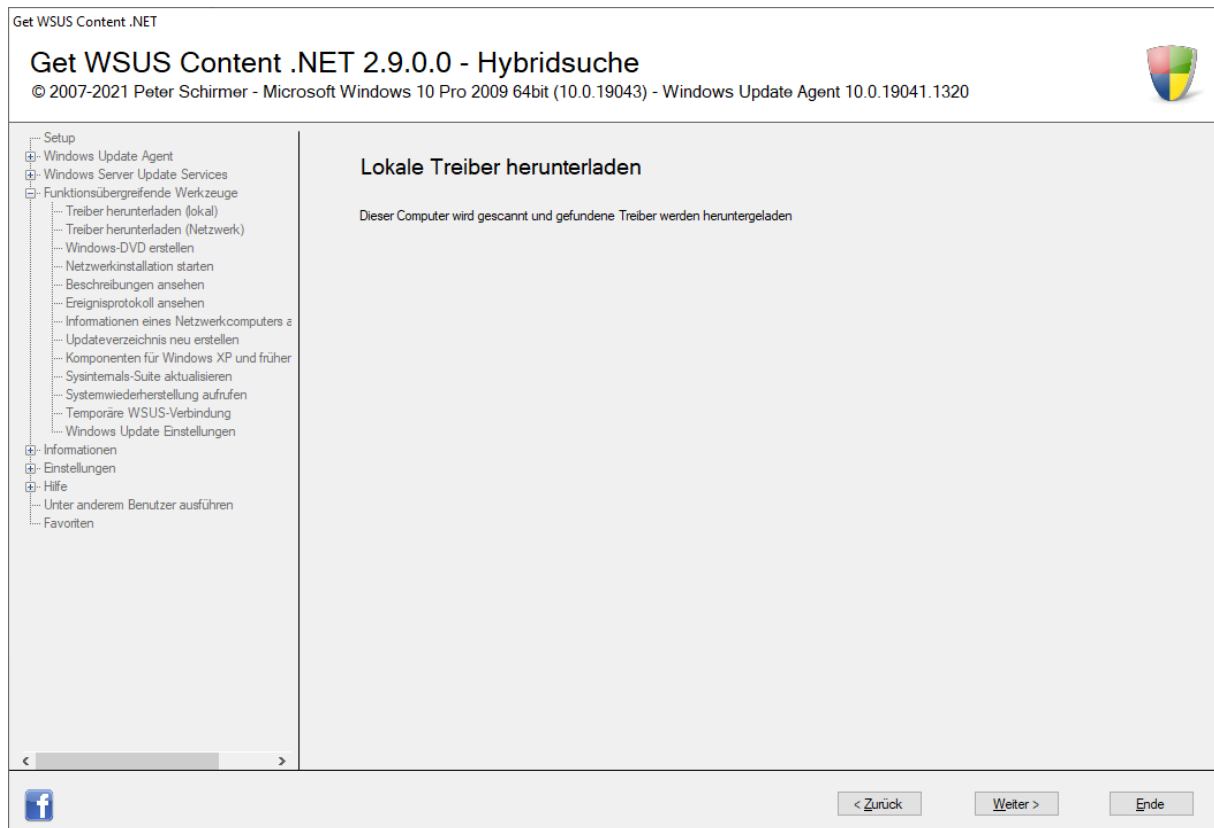 Get WSUS Content .NET
Get WSUS Content .NET 2.9.0.0 - Hybridsuche
© 2007-2021 Peter Schirmer - Microsoft Windows 10 Pro 2009 64bit (10.0.19043) - Windows Update Agent 10.0.19041.1320
Setup
Windows Update Agent
Windows Server Update Services
Funktionsübergreifende Werkzeuge
Treiber herunterladen (lokal)
Treiber herunterladen (Netzwerk)
Windows-DVD erstellen
Netzwerkinstallation starten
Beschreibungen ansehen
Ereignisprotokoll ansehen
Informationen eines Netzwerkcomputers a
Updateverzeichnis neu erstellen
Komponenten für Windows XP und früher
Sysinternals-Suite aktualisieren
Systemwiederherstellung aufrufen
Temporäre WSUS-Verbindung
Windows Update Einstellungen
Informationen
Einstellungen
Hilfe
Unter anderem Benutzer ausführen
Favoriten
Lokale Treiber herunterladen
Dieser Computer wird gescannt und gefundene Treiber werden heruntergeladen
< Zurück
Weiter >
Ende